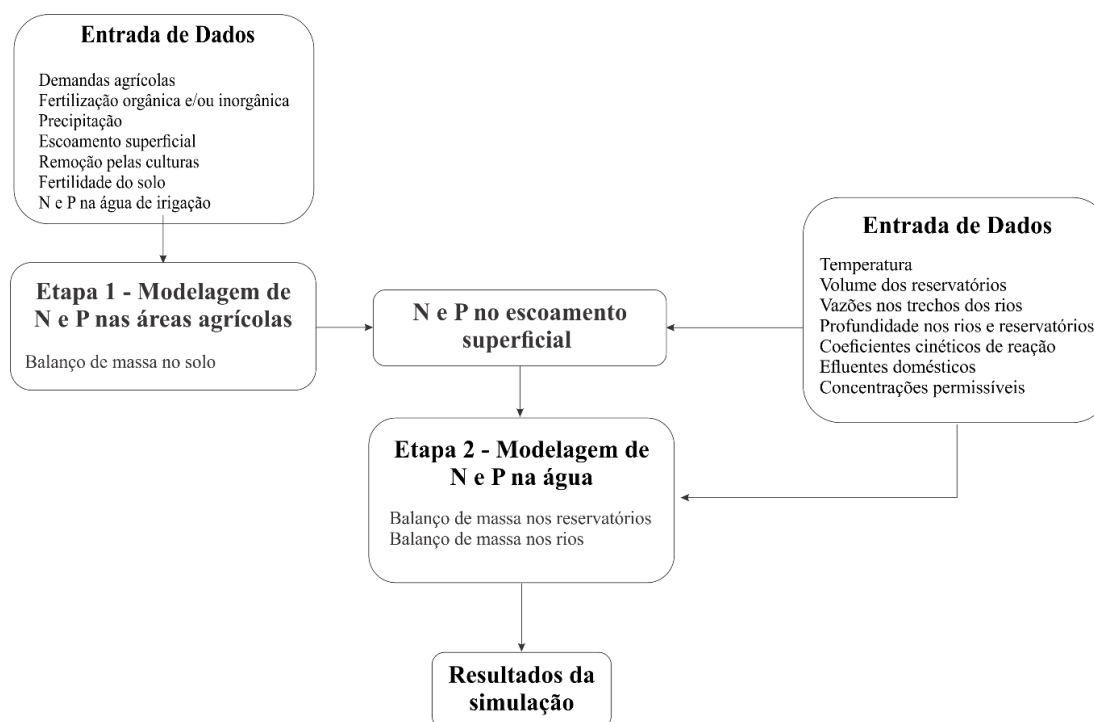 Entrada de Dados
Demandas agrícolas
Fertilização orgânica e/ou inorgânica
Precipitação
Escoamento superficial
Remoção pelas culturas
Fertilidade do solo
N e P na água de irrigação
Etapa 1 - Modelagem de
N e P nas áreas agrícolas
Balanço de massa no solo
N e P no escoamento
superficial
Entrada de Dados
Temperatura
Volume dos reservatórios
Vazões nos trechos dos rios
Profundidade nos rios e reservatórios
Coeficientes cinéticos de reação
Efluentes domésticos
Concentrações permissíveis
Etapa 2 - Modelagem de
N e P na água
Balanço de massa nos reservatórios
Balanço de massa nos rios
Resultados da
simulação